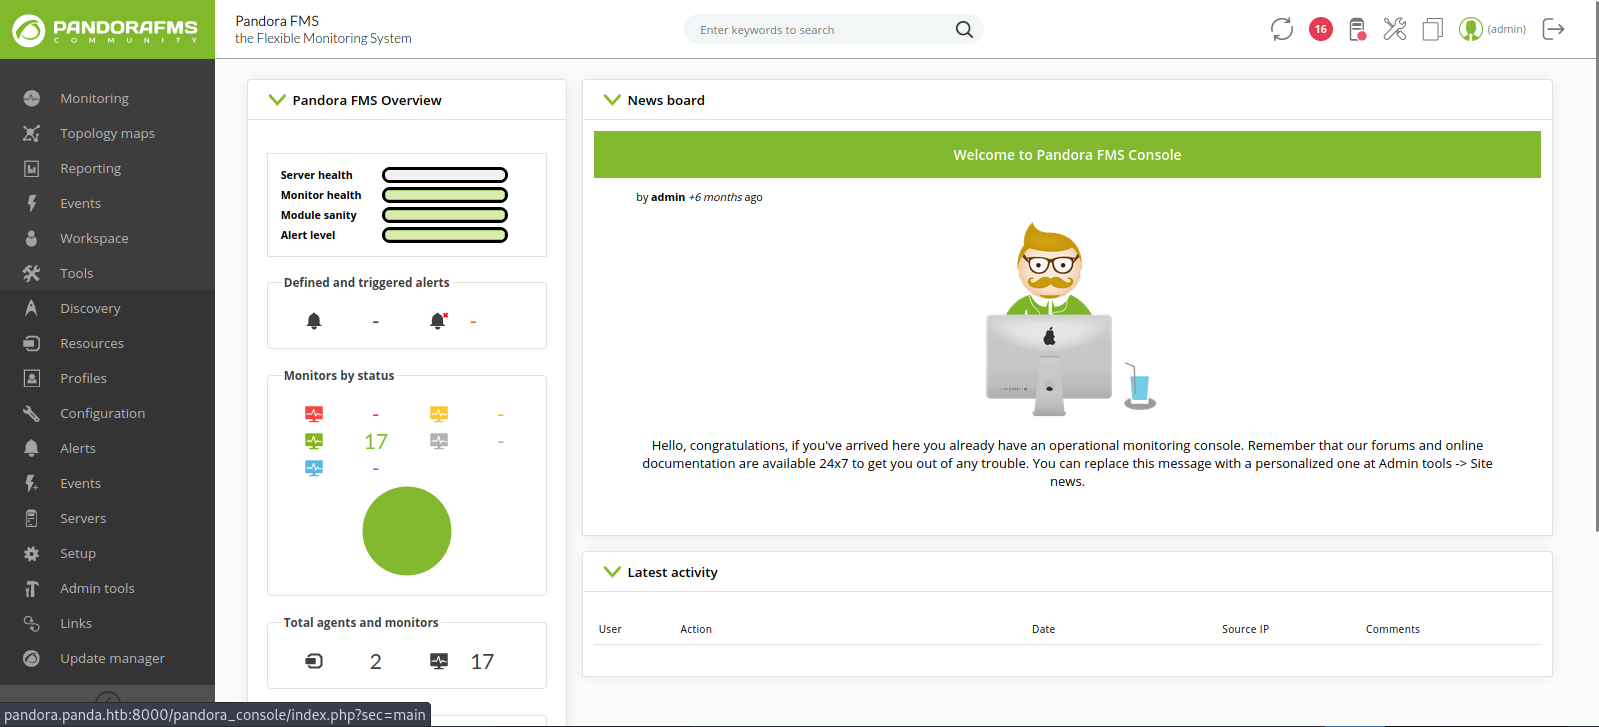 PANDORAFMS
COMMUNITY
Pandora FMS
the Flexible Monitoring System
Enter keywords to search
16
(admin)
Monitoring
Topology maps
Reporting
Events
Workspace
Tools
Discovery
Resources
Profiles
Configuration
Alerts
Events
Servers
Setup
Admin tools
Links
Update manager
Pandora FMS Overview
Server health
Monitor health
Module sanity
Alert level
Defined and triggered alerts
- -
Monitors by status
- -
17 -
-
Total agents and monitors
2 17
News board
Welcome to Pandora FMS Console
by admin +6 months ago
Hello, congratulations, if you've arrived here you already have an operational monitoring console. Remember that our forums and online
documentation are available 24x7 to get you out of any trouble. You can replace this message with a personalized one at Admin tools -> Site
news.
Latest activity
User Action Date Source IP Comments
pandora.panda.htb:8000/pandora_console/index.php?sec=main